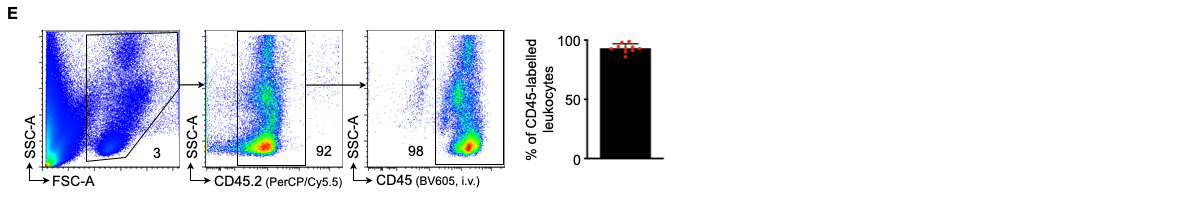 E
SSC-A
3
FSC-A
SSC-A
92
CD45.2 (PerCP/Cy5.5)
SSC-A
98
CD45 (BV605, i.v.)
% of CD45-labelled
leukocytes
100
50
0